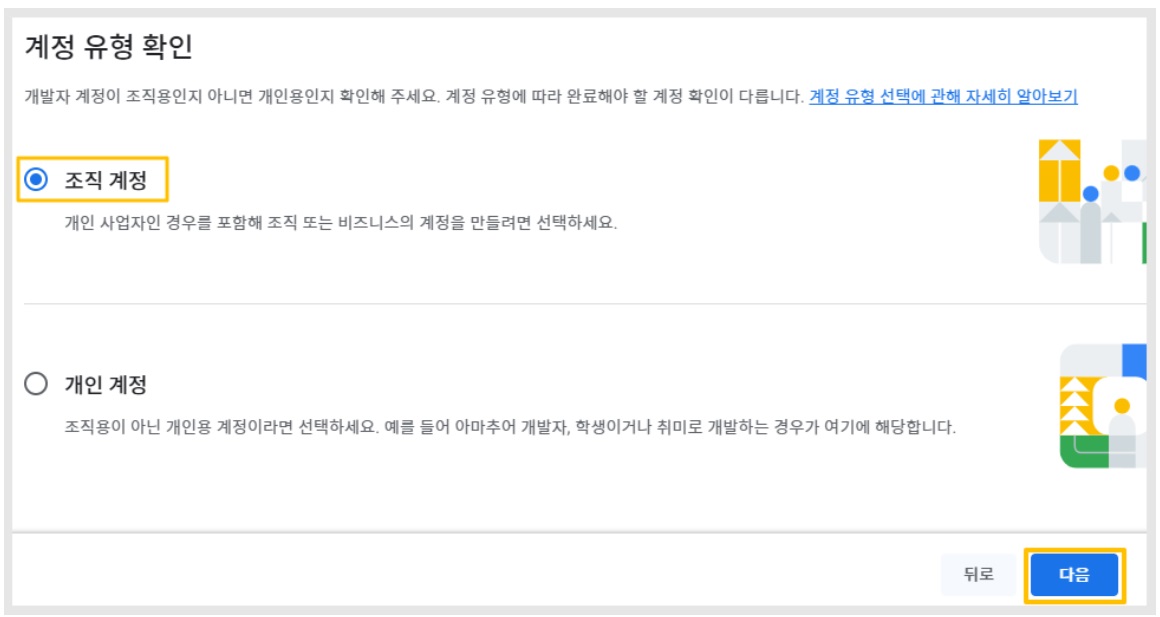 계정 유형 확인
개발자 계정이 조직용인지 아니면 개인용인지 확인해 주세요. 계정 유형에 따라 완료해야 할 계정 확인이 다릅니다. 계정 유형 선택에 관해 자세히 알아보기
조직 계정
개인 사업자인 경우를 포함해 조직 또는 비즈니스의 계정을 만들려면 선택하세요.
개인 계정
조직용이 아닌 개인용 계정이라면 선택하세요. 예를 들어 아마추어 개발자, 학생이거나 취미로 개발하는 경우가 여기에 해당합니다.
뒤로
다음